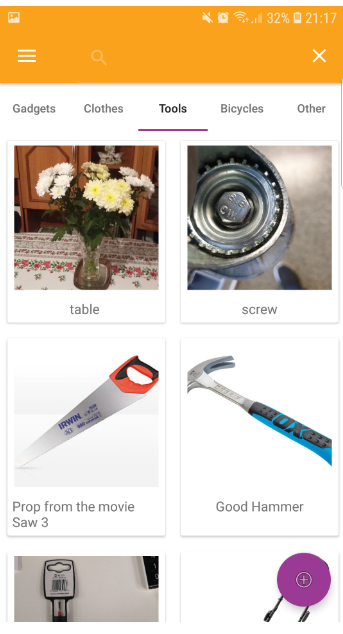 32% 21:17
Gadgets Clothes Tools Bicycles Other
table
screw
IRWIN
OX
Prop from the movie
Saw 3
Good Hammer